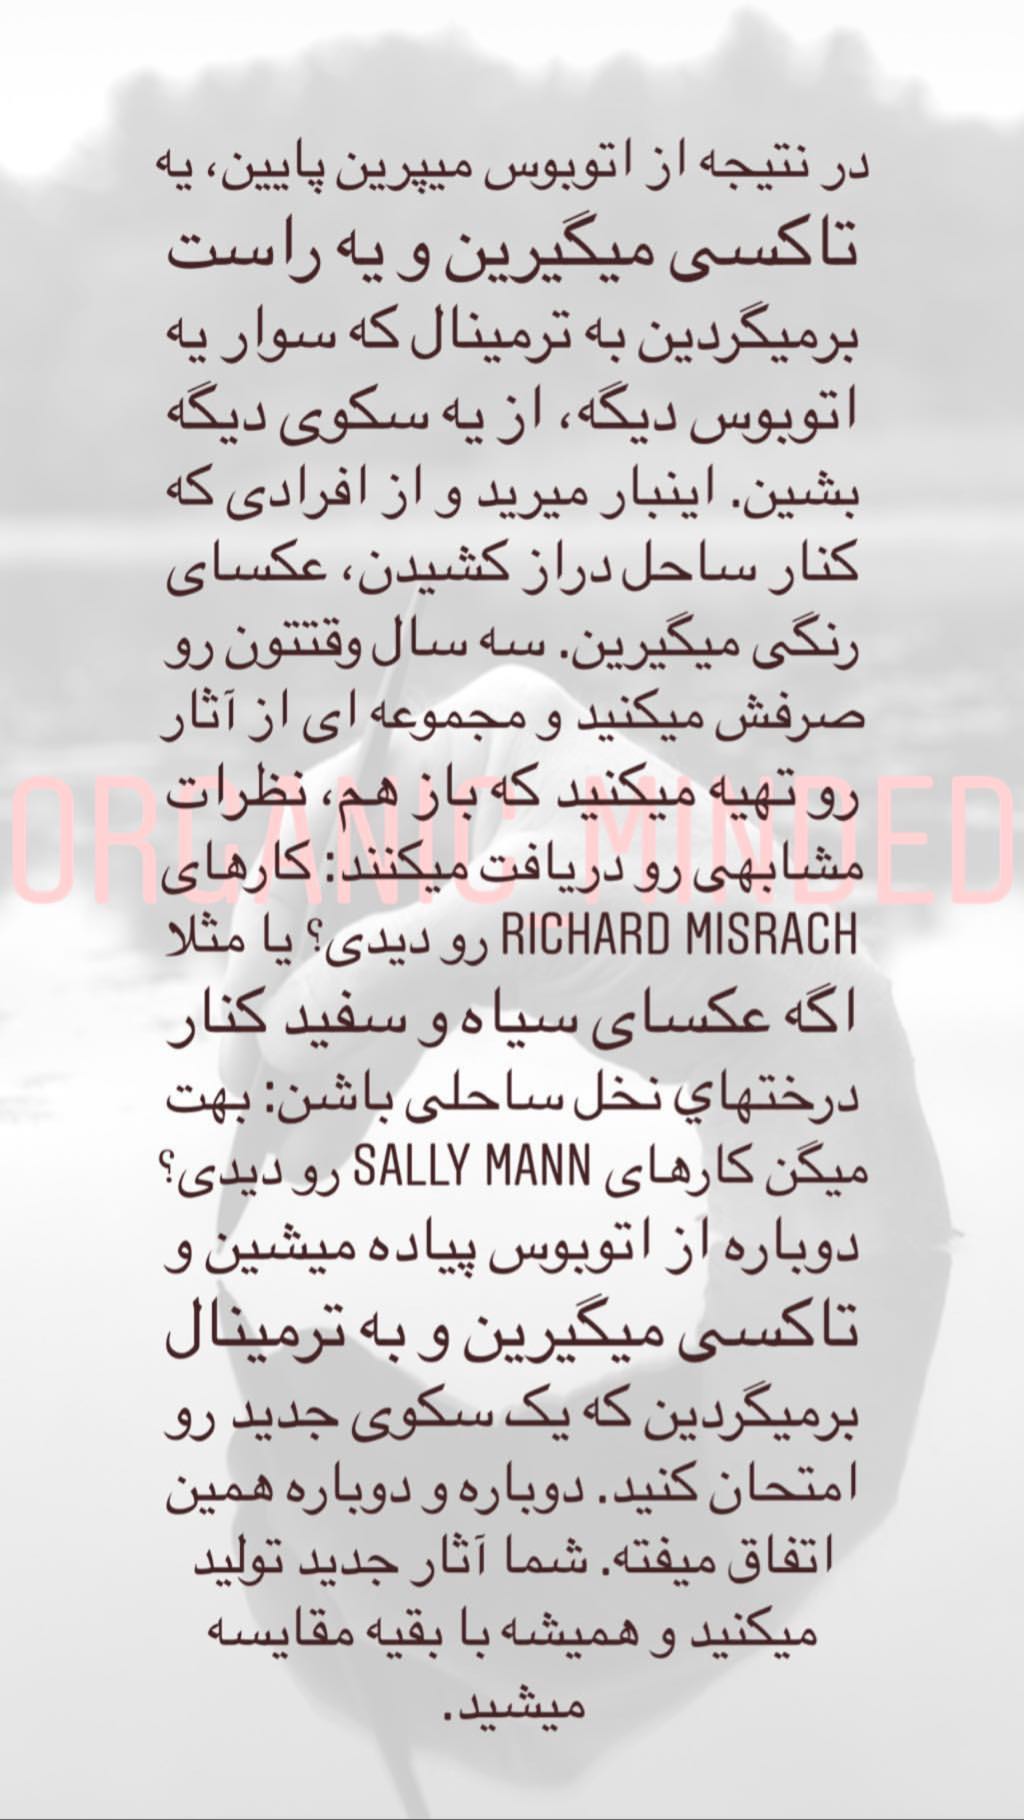 در نتیجه از اتوبوس میپرین پایین، یه
تاکسی میگیرین و یه راست
برمیگردین به ترمینال که سوار یه
اتوبوس دیگه، از یه سکوی دیگه
بشین. اینبار میرید و از افرادی که
کنار ساحل دراز کشیدن، عکسای
رنگی میگیرین. سه سال وقتتون رو
صرفش میکنید و مجموعه ای از آثار
رو تهیه میکنید که باز هم، نظرات
ORGANIC_MINDED
مشابهی رو دریافت میکنند: کارهای
RICHARD MISRACH رو دیدی؟ یا مثلا
اگه عکسای سیاه و سفید کنار
درختهاي نخل ساحلی باشن: بهت
میگن کارهای SALLY MANN رو دیدی؟
دوباره از اتوبوس پیاده میشین و
تاکسی میگیرین و به ترمینال
برمیگردین که یک سکوی جدید رو
امتحان کنید. دوباره و دوباره همین
اتفاق میفته. شما آثار جدید تولید
میکنید و همیشه با بقیه مقایسه
میشید.